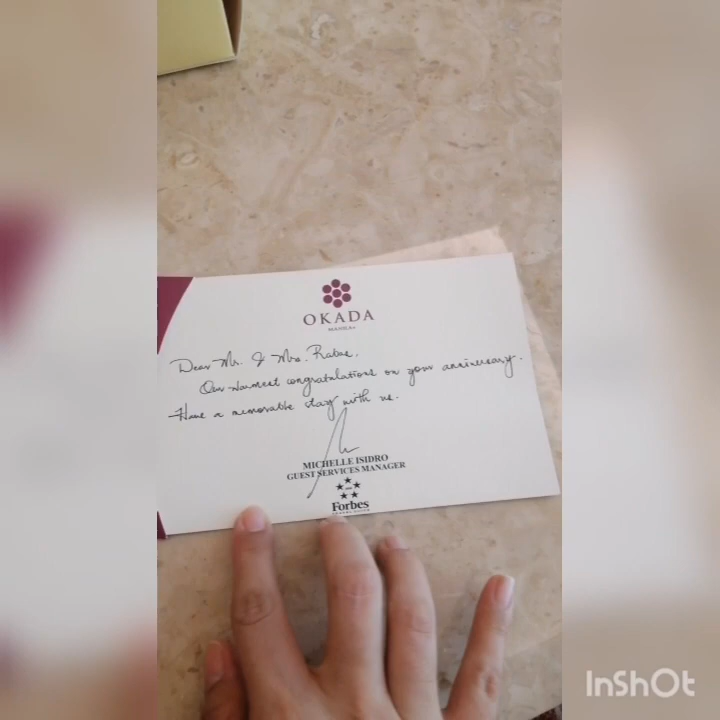 OKADA
MANILA
Dear Mr. & Mrs. Rabas,
Our warmest congratulations on your anniversary.
Have a memorable stay with us.
MICHELLE ISIDRO
GUEST SERVICES MANAGER
Forbes
InShOt